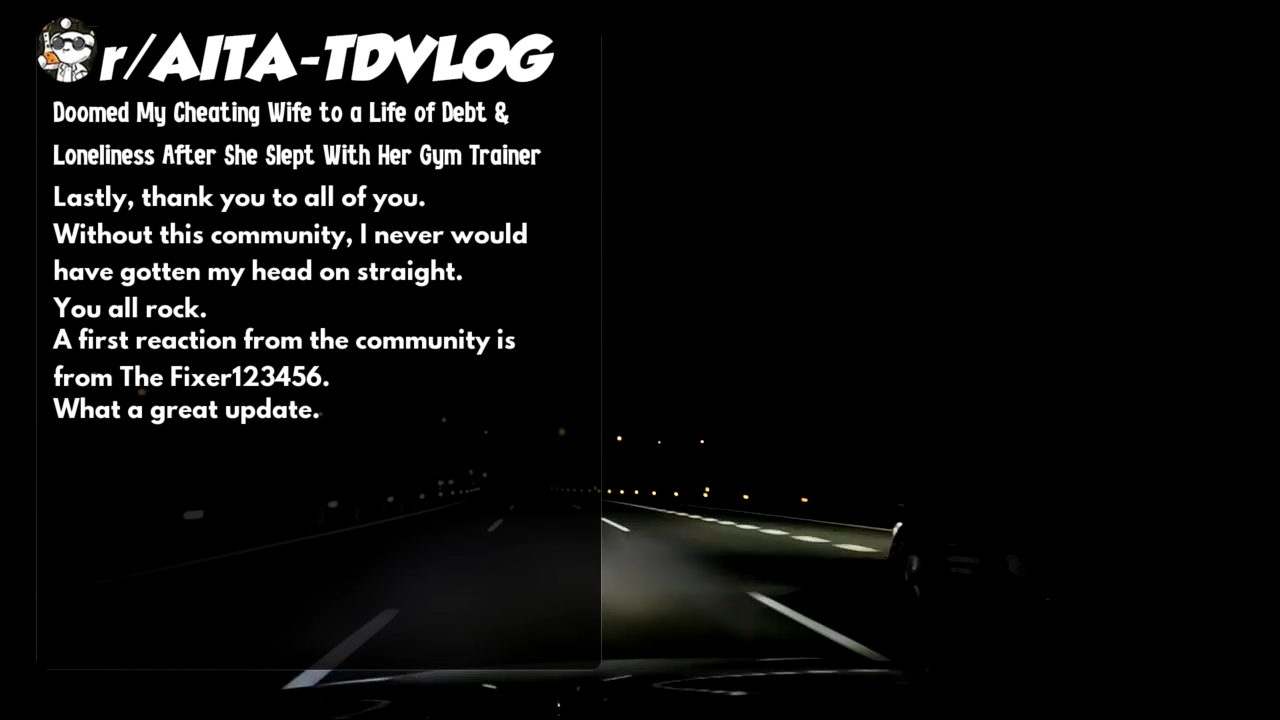 r/AITA-TDVLOG
Doomed My Cheating Wife to a Life of Debt &
Loneliness After She Slept With Her Gym Trainer
Lastly, thank you to all of you.
Without this community, I never would
have gotten my head on straight.
You all rock.
A first reaction from the community is
from The Fixer123456.
What a great update.